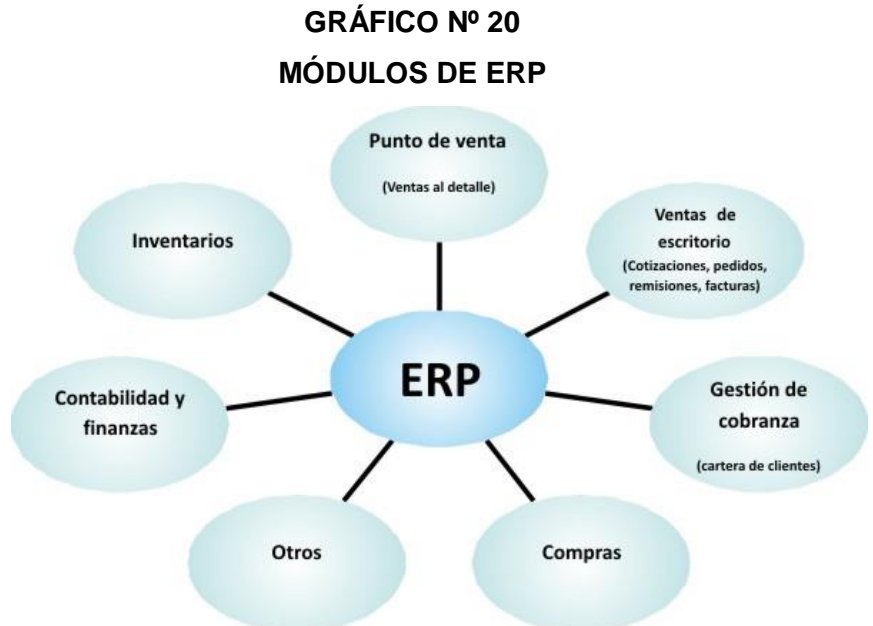 GRÁFICO Nº 20
MÓDULOS DE ERP
Punto de venta
(Ventas al detalle)
Ventas de
escritorio
(Cotizaciones, pedidos,
remisiones, facturas)
Inventarios
ERP
Gestión de
cobranza
(cartera de clientes)
Contabilidad y
finanzas
Otros
Compras